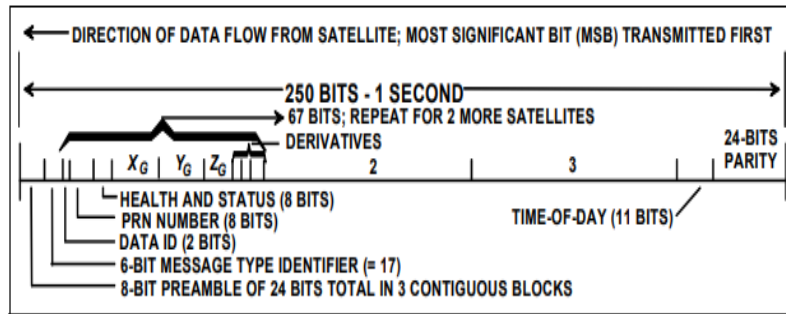 DIRECTION OF DATA FLOW FROM SATELLITE; MOST SIGNIFICANT BIT (MSB) TRANSMITTED FIRST
250 BITS - 1 SECOND
67 BITS; REPEAT FOR 2 MORE SATELLITES
DERIVATIVES
24-BITS
PARITY
X_G Y_G Z_G 2 3
HEALTH AND STATUS (8 BITS)
PRN NUMBER (8 BITS)
TIME-OF-DAY (11 BITS)
DATA ID (2 BITS)
6-BIT MESSAGE TYPE IDENTIFIER (= 17)
8-BIT PREAMBLE OF 24 BITS TOTAL IN 3 CONTIGUOUS BLOCKS